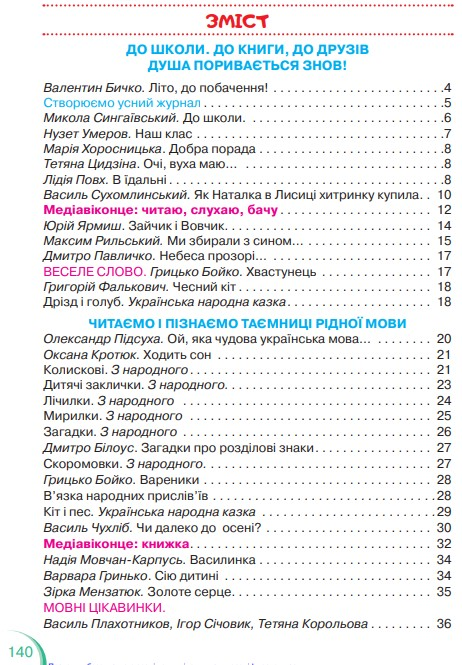 ЗМІСТ
ДО ШКОЛИ. ДО КНИГИ, ДО ДРУЗІВ
ДУША ПОРИВАЄТЬСЯ ЗНОВ!
Валентин Бичко. Літо, до побачення! 4
Створюємо усний журнал 5
Микола Сингаївський. До школи. 6
Нузет Умеров. Наш клас 7
Марія Хоросницька. Добра порада 8
Тетяна Цидзіна. Очі, вуха маю... 8
Лідія Повх. В їдальні 8
Василь Сухомлинський. Як Наталка в Лисиці хитринку купила. 10
Медіавіконце: читаю, слухаю, бачу 12
Юрій Ярмиш. Зайчик і Вовчик. 14
Максим Рильський. Ми збирали з сином... 15
Дмитро Павличко. Небеса прозорі... 17
ВЕСЕЛЕ СЛОВО. Грицько Бойко. Хвастунець 17
Григорій Фалькович. Чесний кіт 18
Дрізд і голуб. Українська народна казка 18
ЧИТАЄМО І ПІЗНАЄМО ТАЄМНИЦІ РІДНОЇ МОВИ
Олександр Підсуха. Ой, яка чудова українська мова... 20
Оксана Кротюк. Ходить сон 21
Колискові. З народного 21
Дитячі заклички. З народного. 23
Лічилки. З народного 24
Мирилки. З народного 25
Загадки. З народного 26
Дмитро Білоус. Загадки про розділові знаки 27
Скоромовки. З народного. 27
Грицько Бойко. Вареники 28
В'язка народних прислів'їв 28
Кіт і пес. Українська народна казка 29
Василь Чухліб. Чи далеко до осені? 30
Медіавіконце: книжка 32
Надія Мовчан-Карпусь. Василинка 34
Варвара Гринько. Сію дитині 34
Зірка Мензатюк. Золоте серце 35
МОВНІ ЦІКАВИНКИ.
Василь Плахотников, Ігор Січовик, Тетяна Корольова 36
140